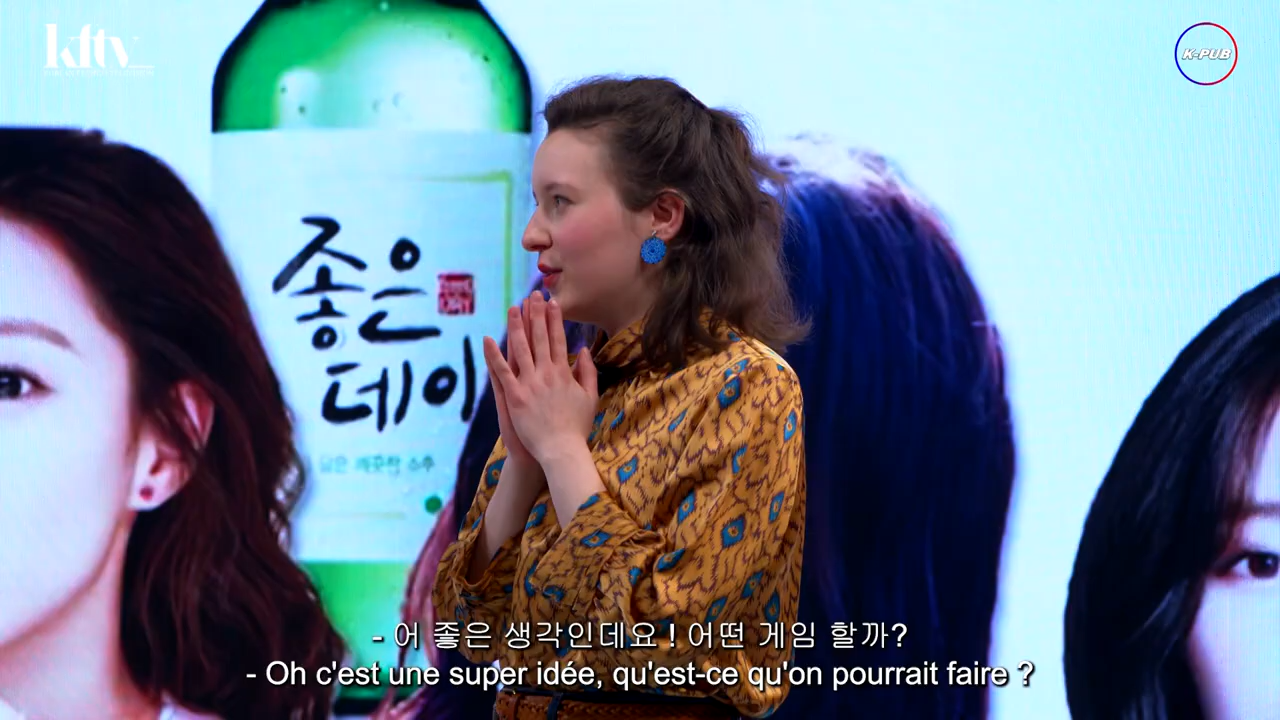 kftv_
K-PUB
좋은
데이
- 어 좋은 생각인데요 ! 어떤 게임 할까?
- Oh c'est une super idée, qu'est-ce qu'on pourrait faire ?